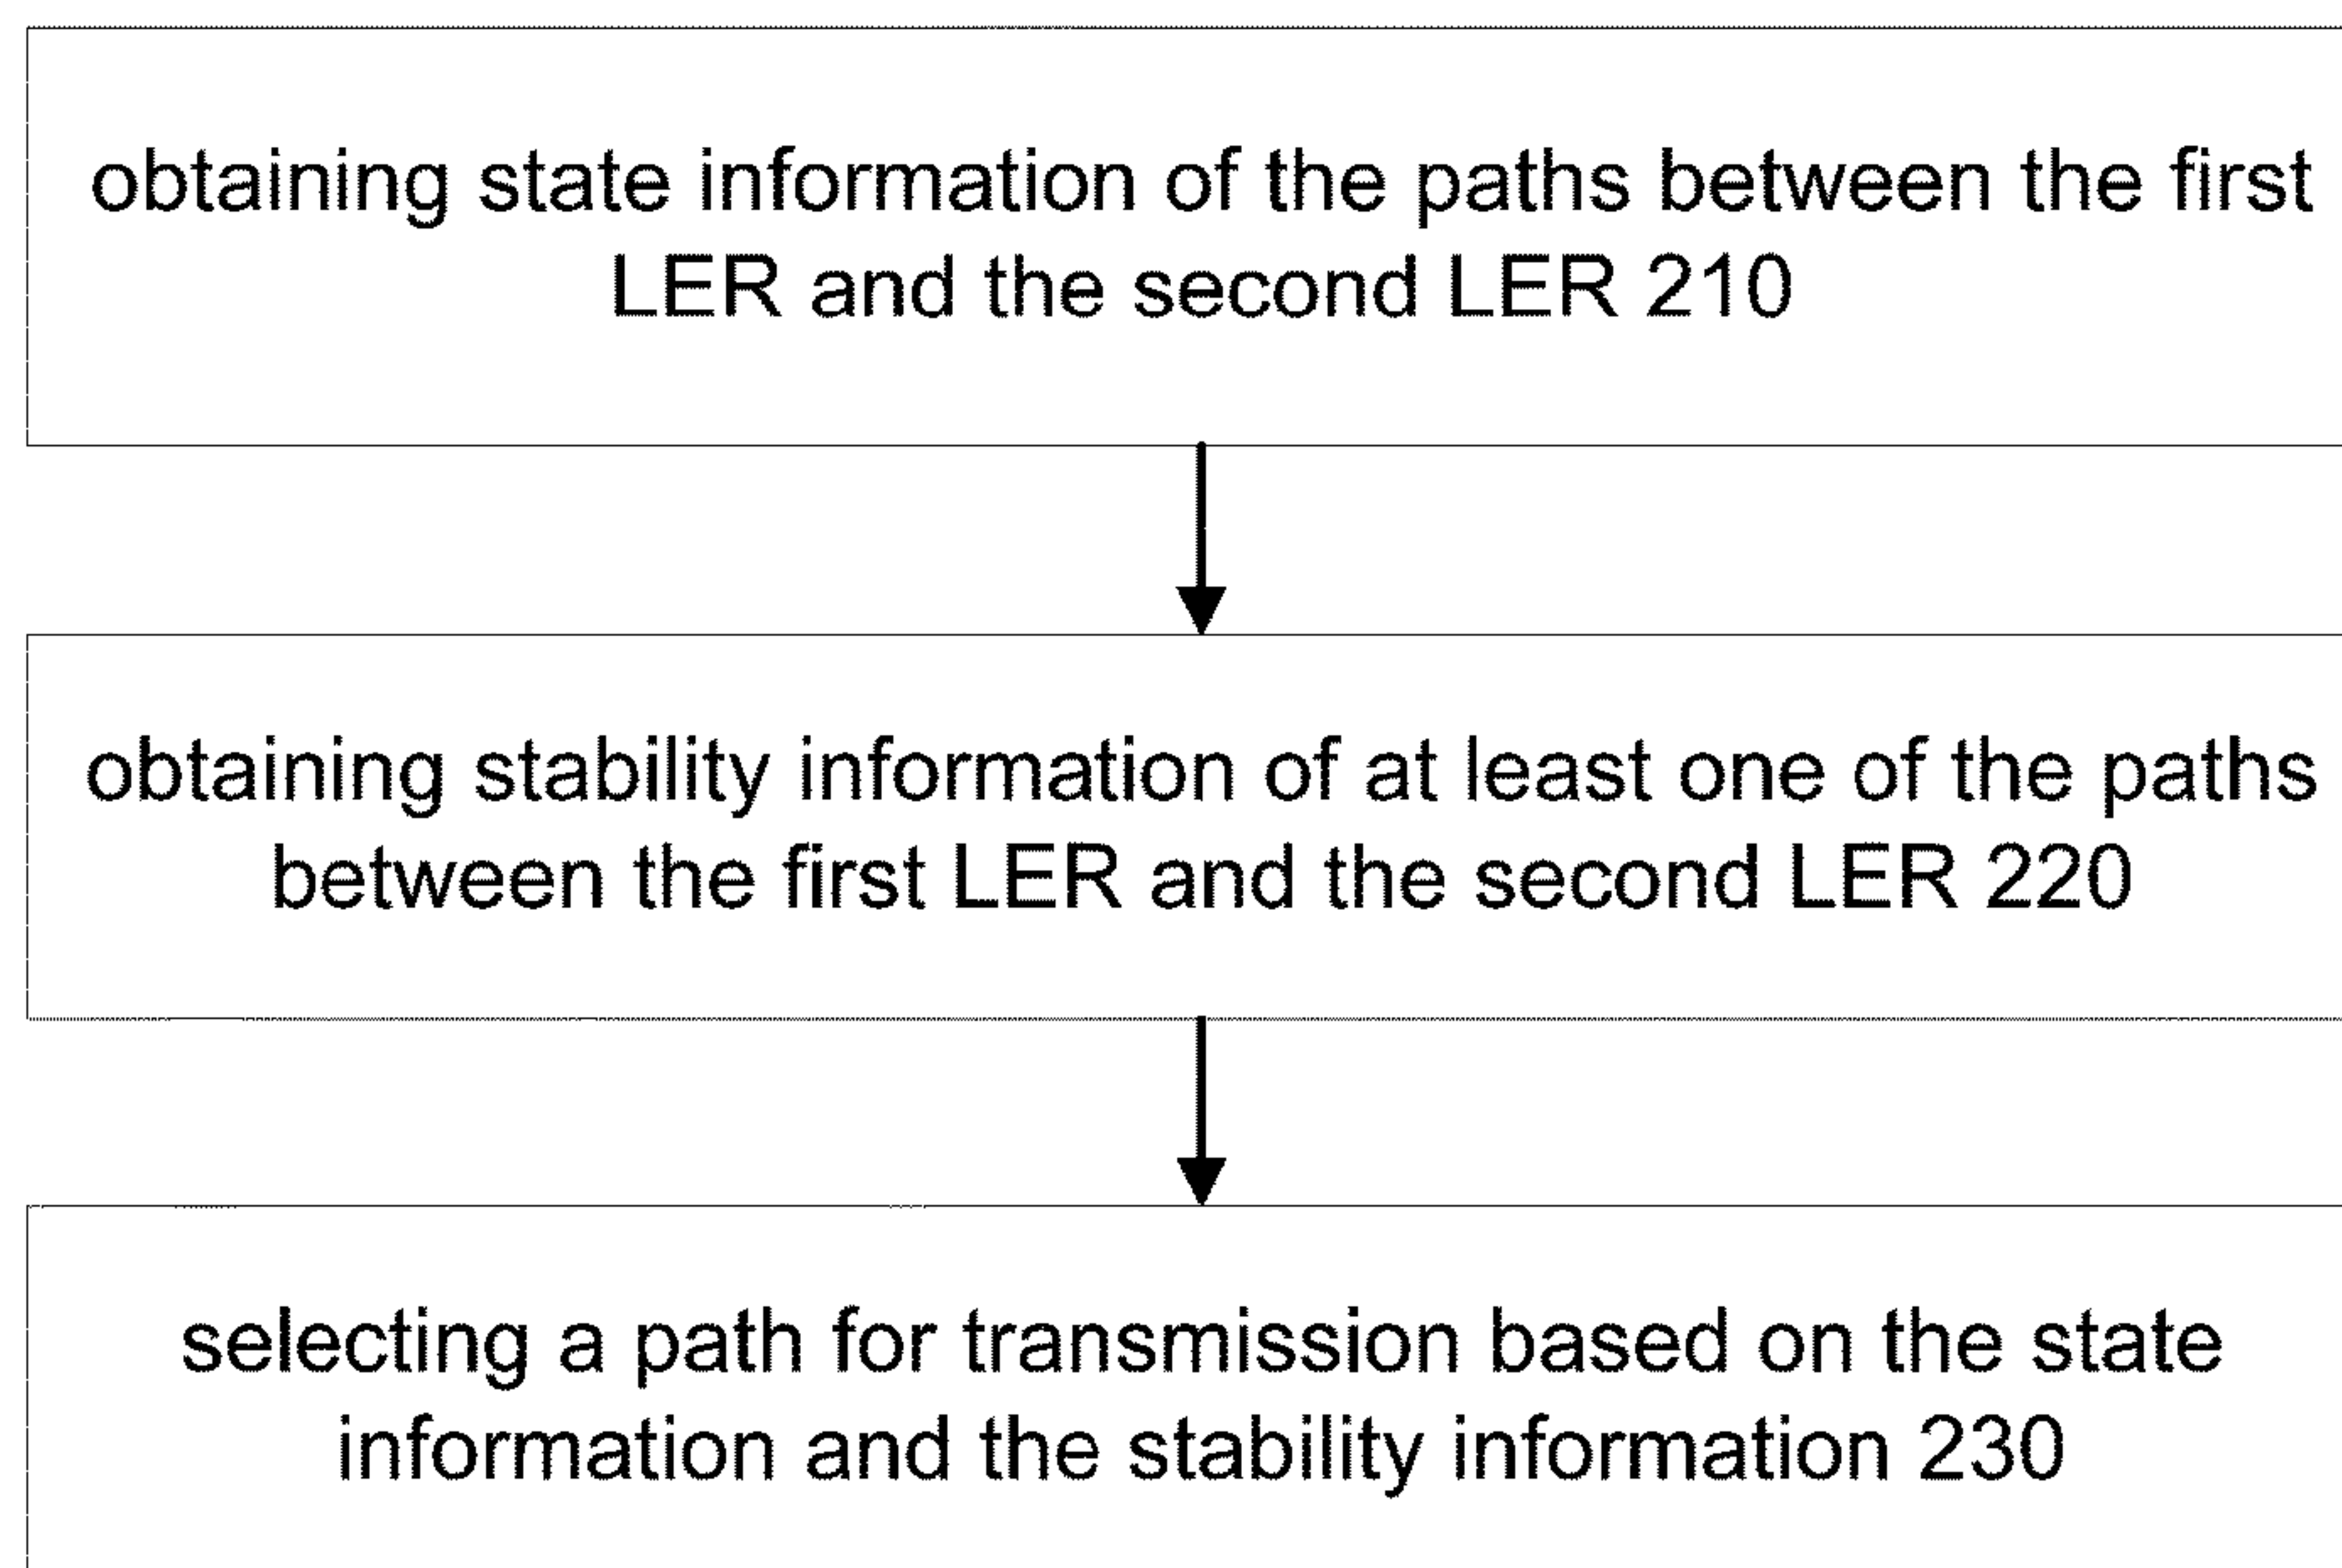 obtaining state information of the paths between the first
LER and the second LER 210
obtaining stability information of at least one of the paths
between the first LER and the second LER 220
selecting a path for transmission based on the state
information and the stability information 230